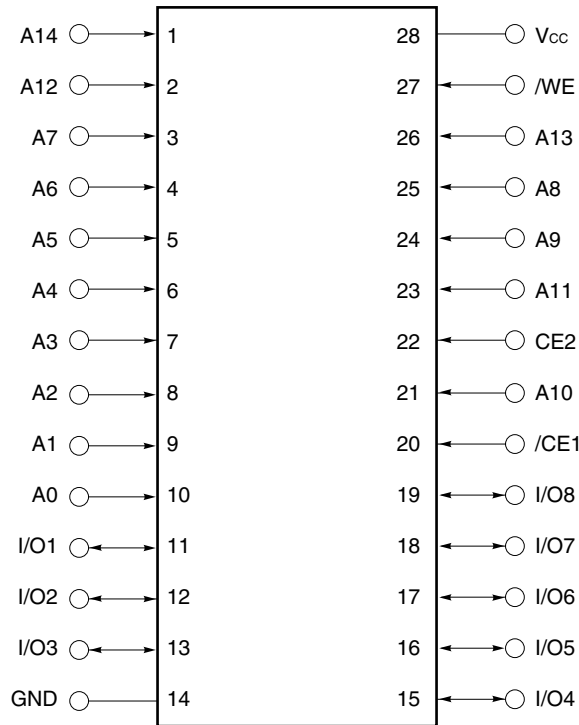 A14 1 28 Vcc
A12 2 27 /WE
A7 3 26 A13
A6 4 25 A8
A5 5 24 A9
A4 6 23 A11
A3 7 22 CE2
A2 8 21 A10
A1 9 20 /CE1
A0 10 19 I/O8
I/O1 11 18 I/O7
I/O2 12 17 I/O6
I/O3 13 16 I/O5
GND 14 15 I/O4